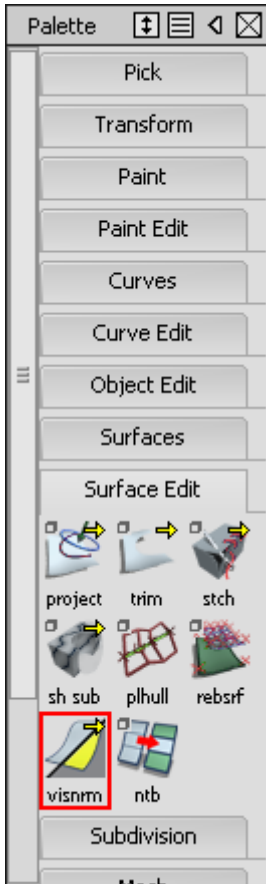 Palette
Pick
Transform
Paint
Paint Edit
Curves
Curve Edit
Object Edit
Surfaces
Surface Edit
project trim stch
sh sub plhull rebsrf
visnrm ntb
Subdivision
Mesh